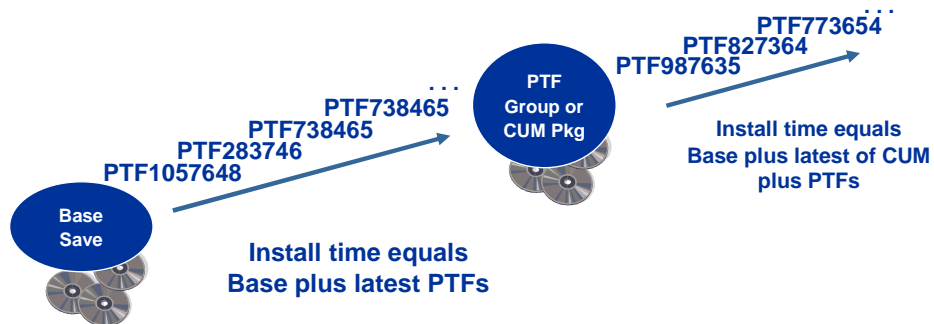 Base
Save
PTF1057648
PTF283746
PTF738465
PTF738465
. . .
Install time equals
Base plus latest PTFs
PTF
Group or
CUM Pkg
PTF987635
PTF827364
PTF773654
. . .
Install time equals
Base plus latest of CUM
plus PTFs